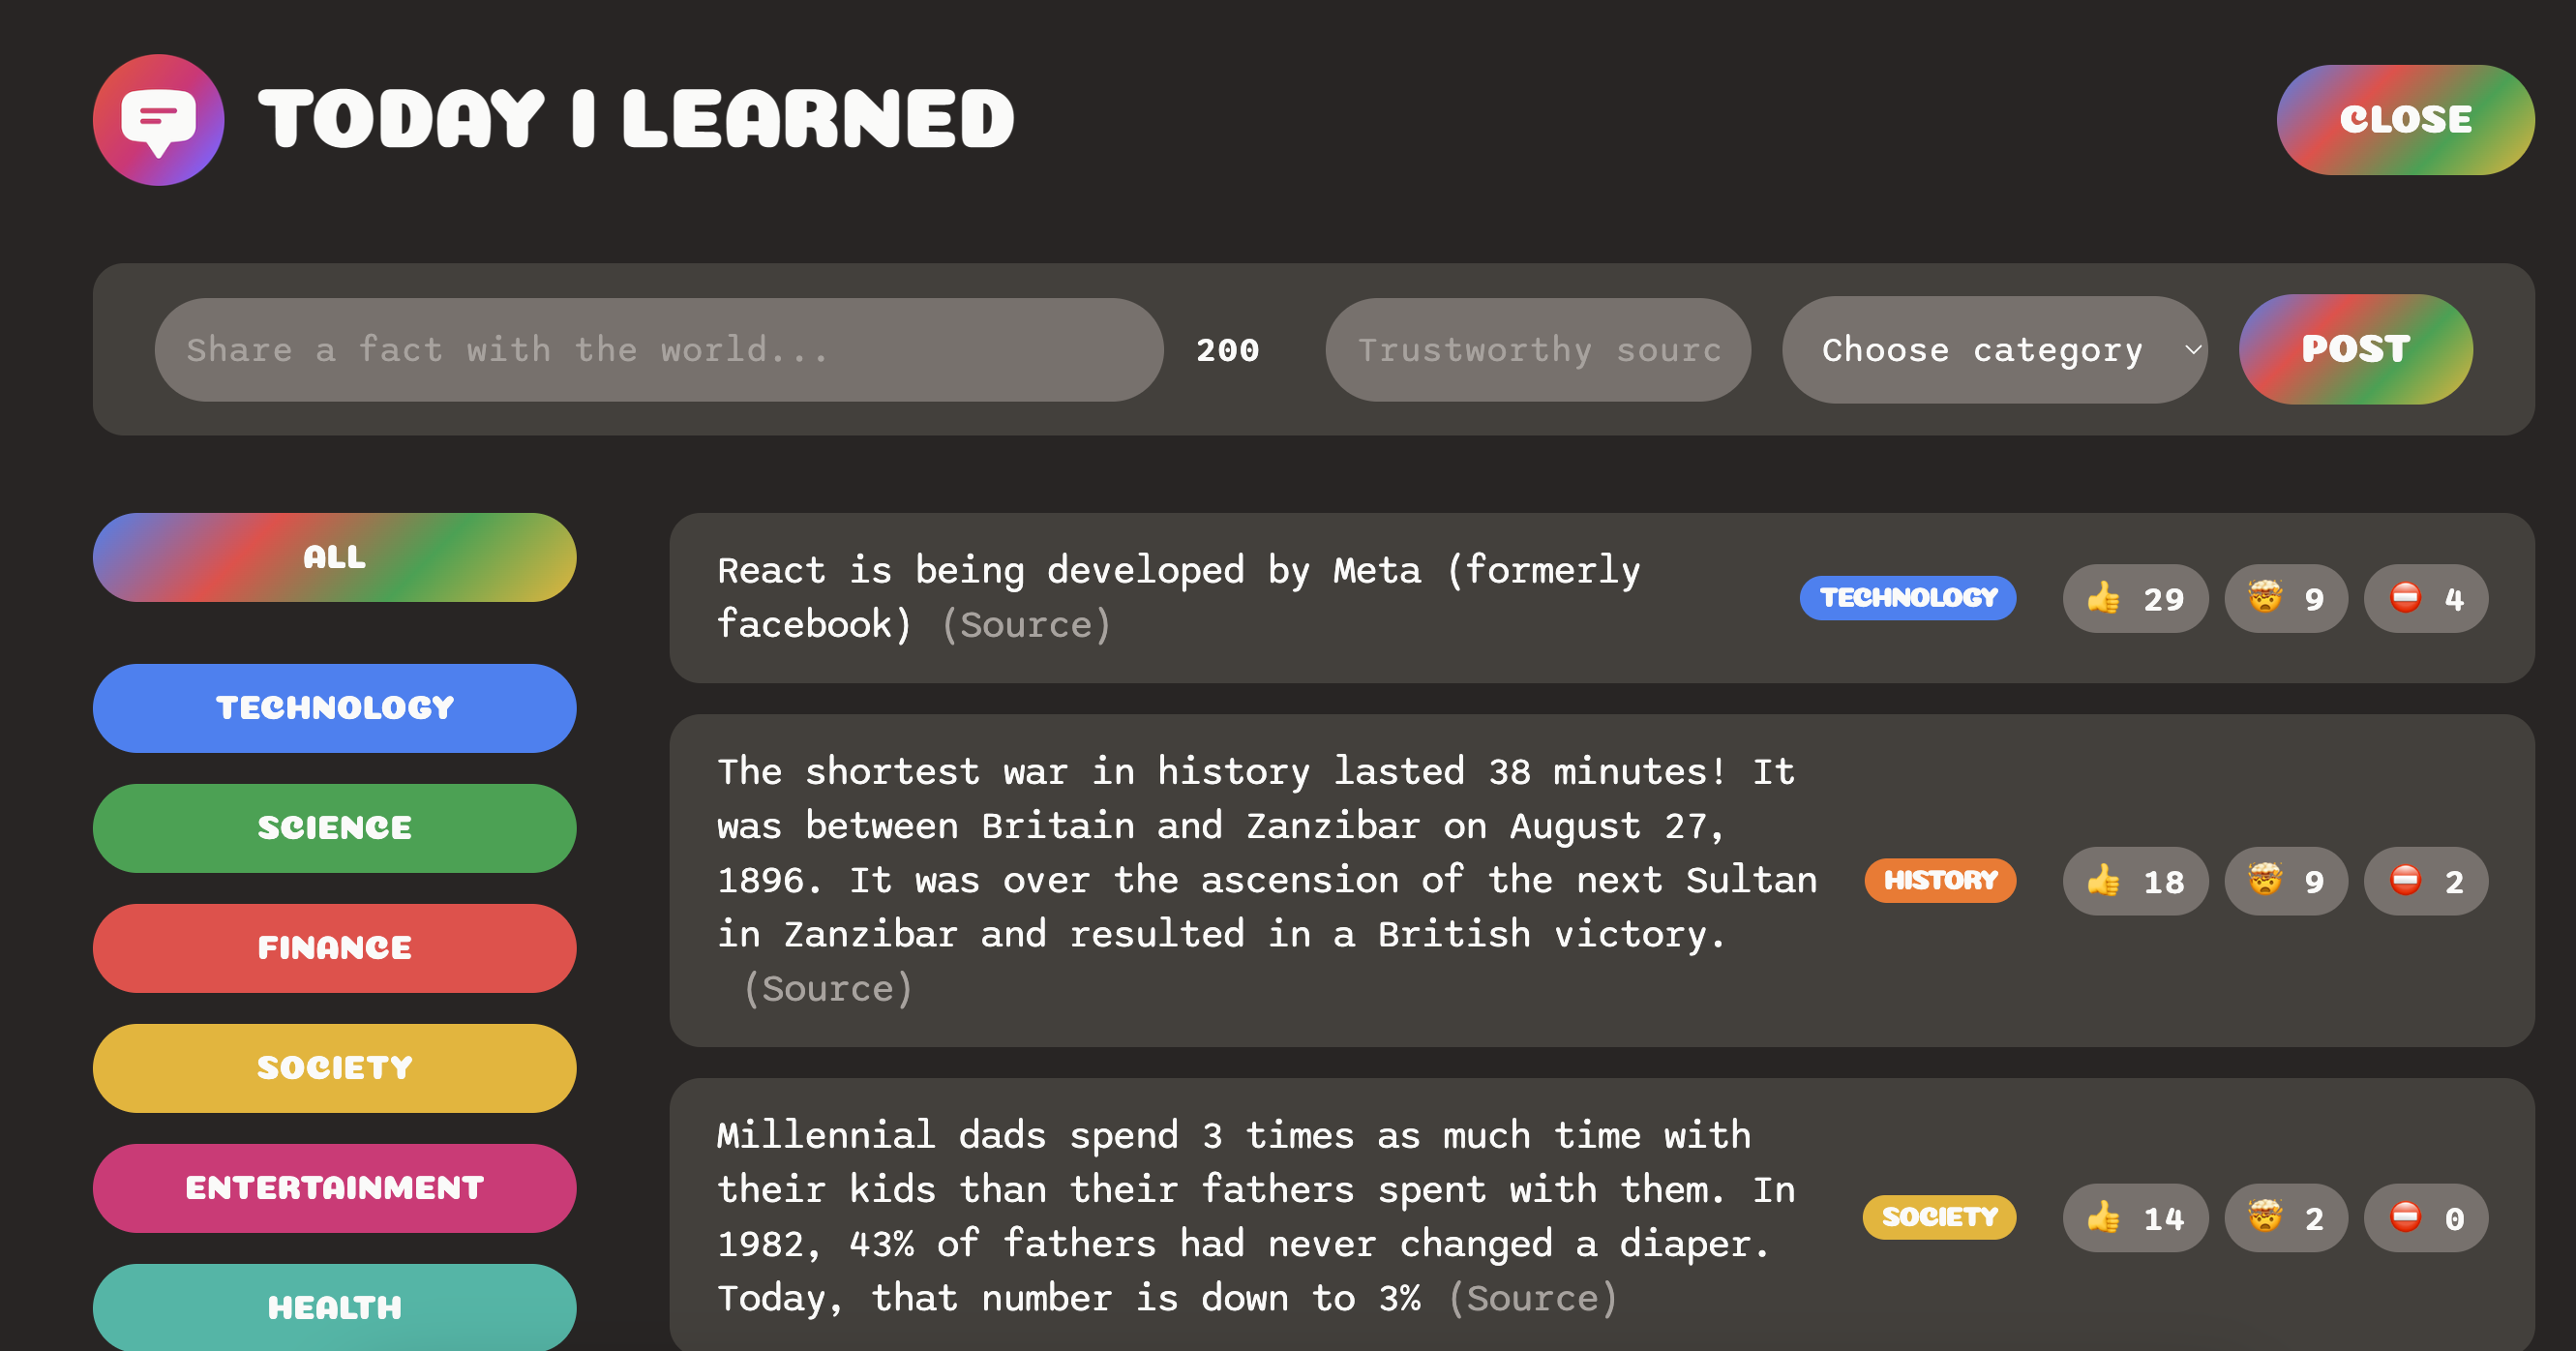 TODAY I LEARNED
CLOSE
Share a fact with the world...
200
Trustworthy sourc
Choose category
POST
ALL
TECHNOLOGY
SCIENCE
FINANCE
SOCIETY
ENTERTAINMENT
HEALTH
React is being developed by Meta (formerly
facebook) (Source)
TECHNOLOGY
👍 29
🤯 9
⛔️ 4
The shortest war in history lasted 38 minutes! It
was between Britain and Zanzibar on August 27,
1896. It was over the ascension of the next Sultan
in Zanzibar and resulted in a British victory.
(Source)
HISTORY
👍 18
🤯 9
⛔️ 2
Millennial dads spend 3 times as much time with
their kids than their fathers spent with them. In
1982, 43% of fathers had never changed a diaper.
Today, that number is down to 3% (Source)
SOCIETY
👍 14
🤯 2
⛔️ 0